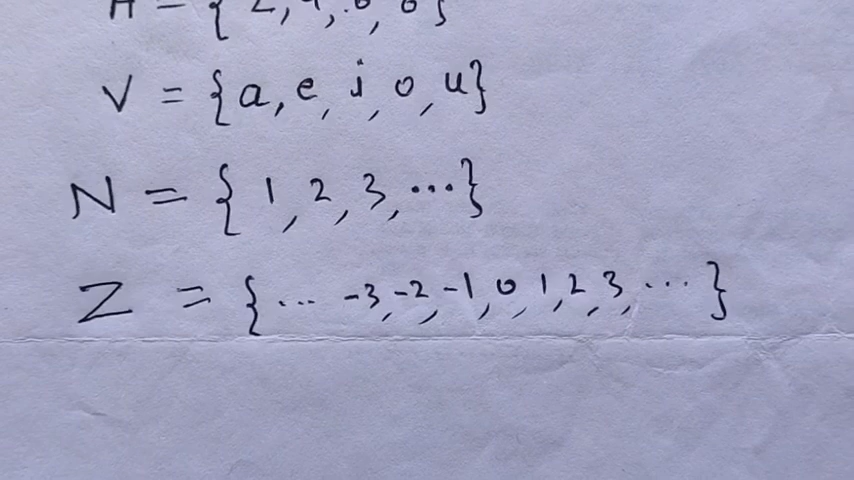 V = {a, e, i, o, u}
N = {1, 2, 3, ...}
Z = {... -3, -2, -1, 0, 1, 2, 3, ... }